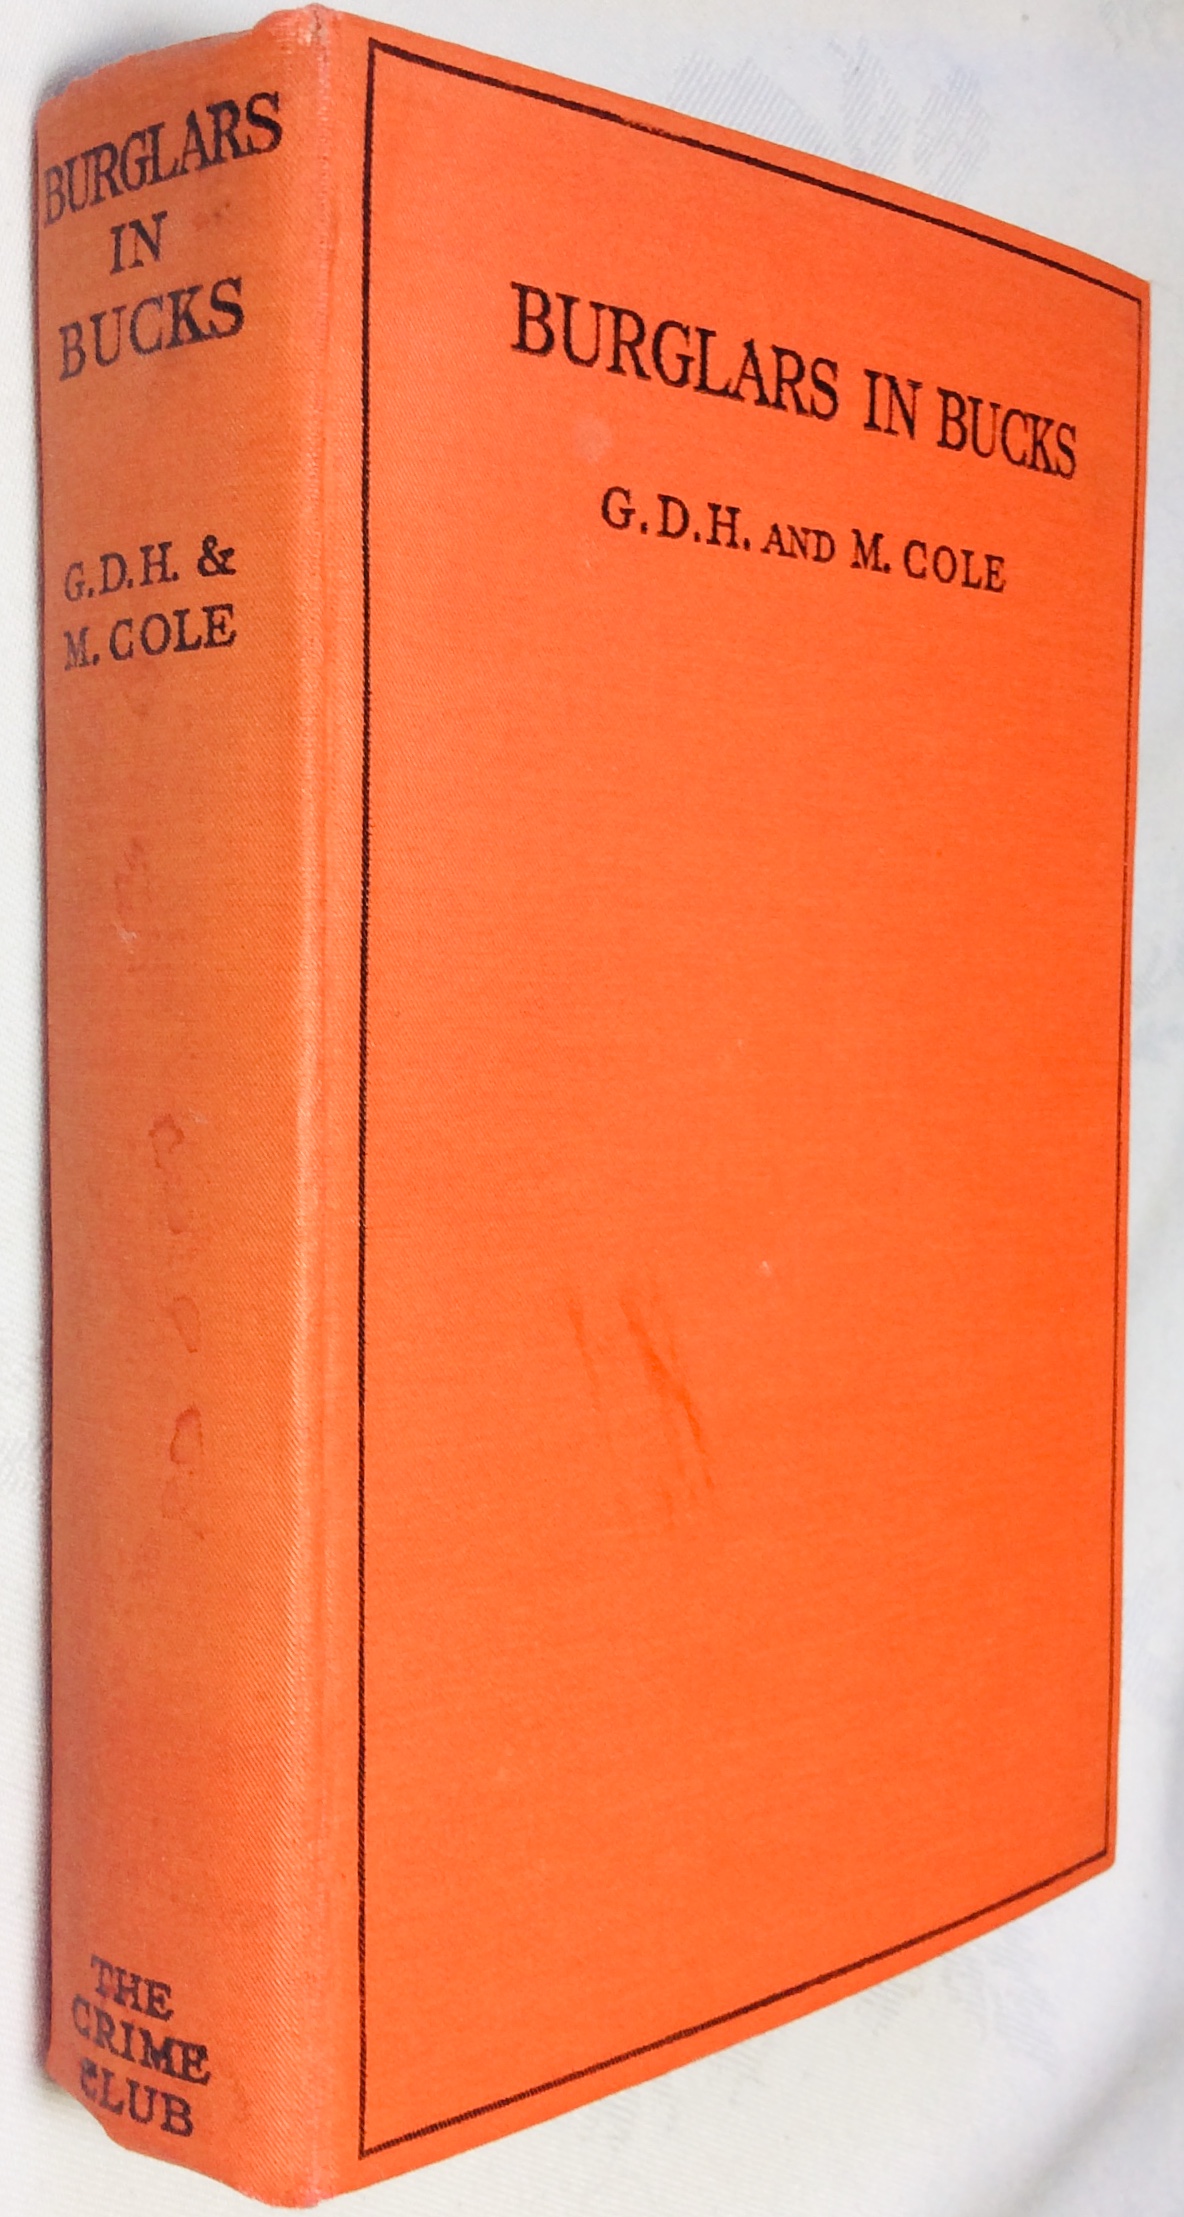 BURGLARS
IN
BUCKS
G.D.H. &
M. COLE
THE
CRIME
CLUB
BURGLARS IN BUCKS
G.D.H. AND M. COLE